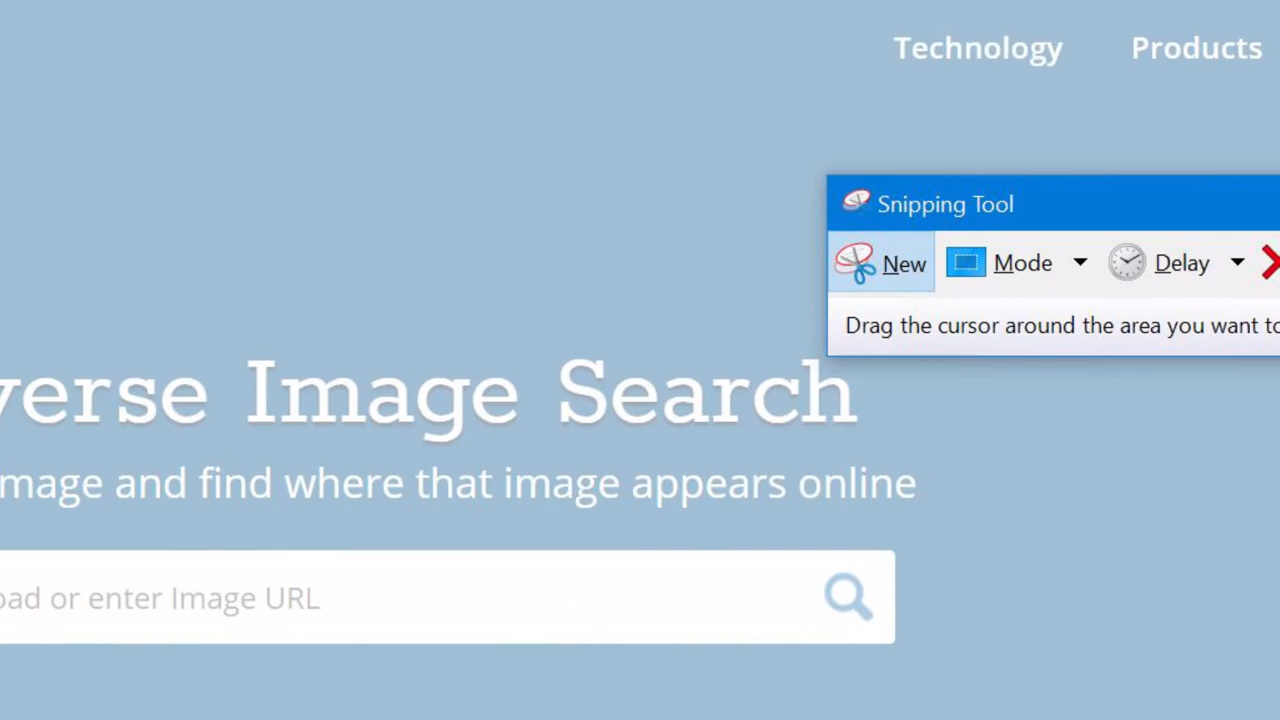 Technology Products
Snipping Tool
New Mode Delay
Drag the cursor around the area you want to
verse Image Search
mage and find where that image appears online
oad or enter Image URL